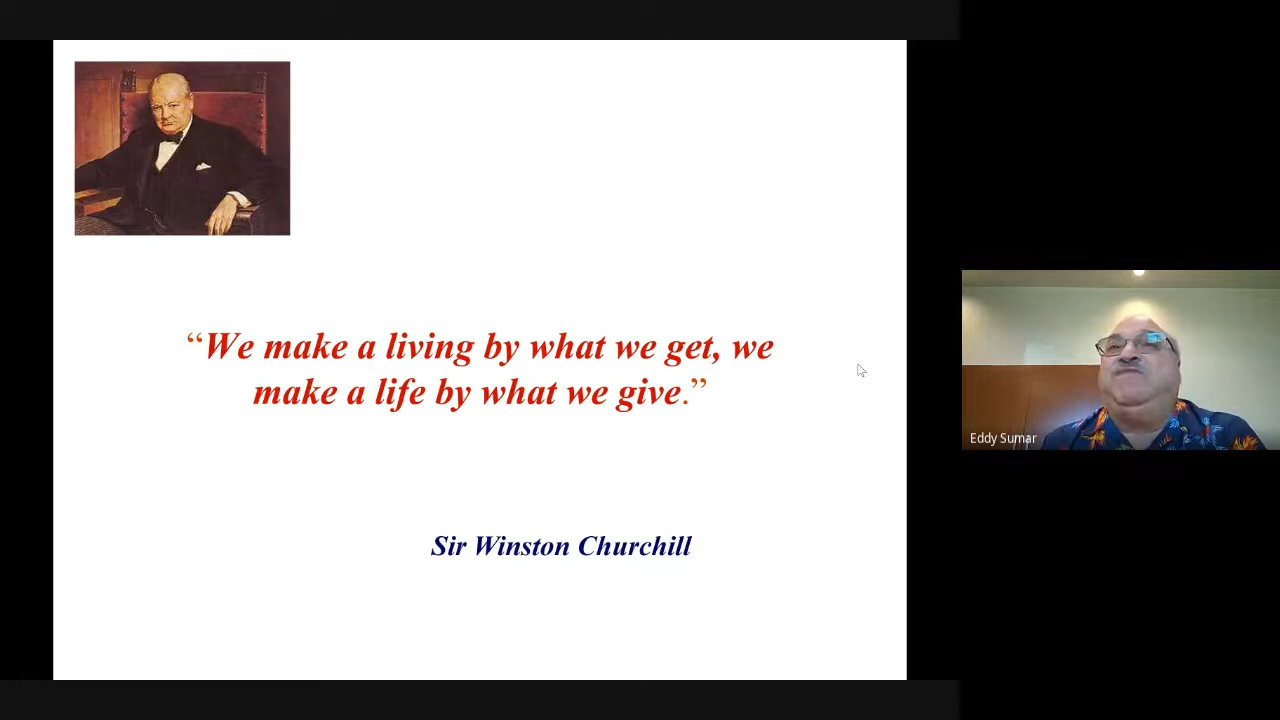 “We make a living by what we get, we
make a life by what we give.”
Sir Winston Churchill
Eddy Sumar